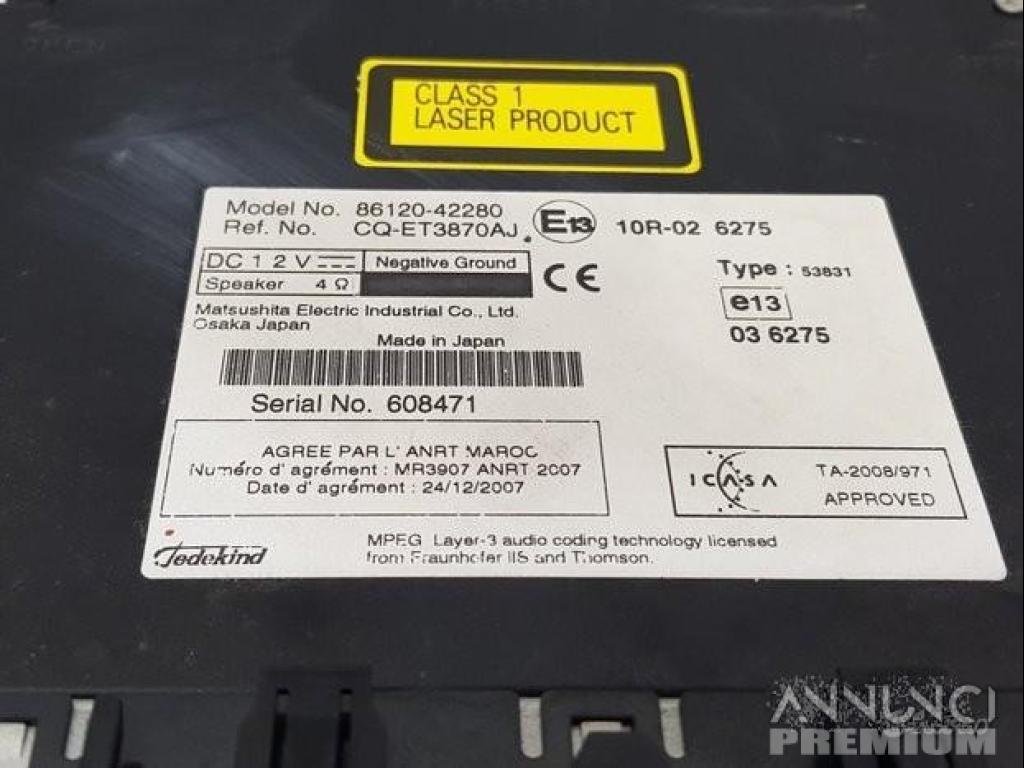 CLASS 1
LASER PRODUCT
Model No. 86120-42280
Ref. No. CQ-ET3870AJ
E13 10R-02 6275
DC 1 2 V
Negative Ground
Speaker 4 Ω
CE
Type : 53831
e13
03 6275
Matsushita Electric Industrial Co., Ltd.
Osaka Japan
Made in Japan
Serial No. 608471
AGREE PAR L' ANRT MAROC
Numéro d' agrément : MR3907 ANRT 2007
Date d' agrément : 24/12/2007
ICASA
TA-2008/971
APPROVED
Jedekind
MPEG Layer-3 audio coding technology licensed
from Fraunhofer IIS and Thomson.
ANNUNCI
PREMIUM